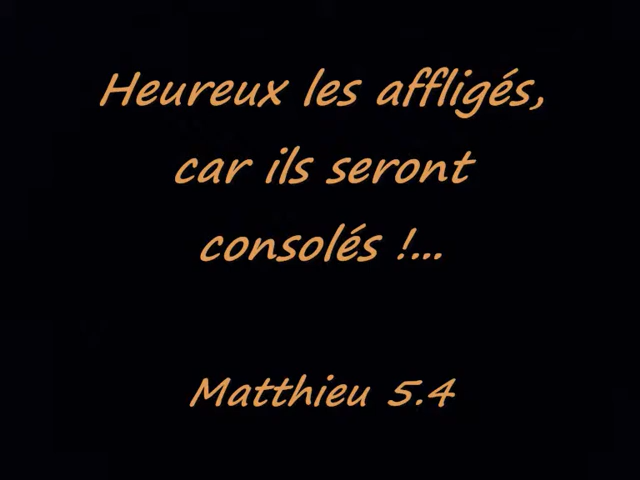 Heureux les affligés,
car ils seront
consolés !...
Matthieu 5.4